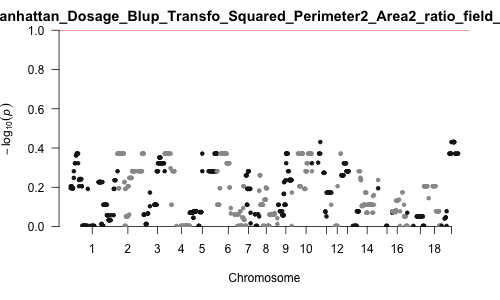 anhattan_Dosage_Blup_Transfo_Squared_Perimeter2_Area2_ratio_field_
1.0
0.8
0.6
0.4
0.2
0.0
− log10(p)
1 2 3 4 5 6 7 8 9 10 12 14 16 18
Chromosome